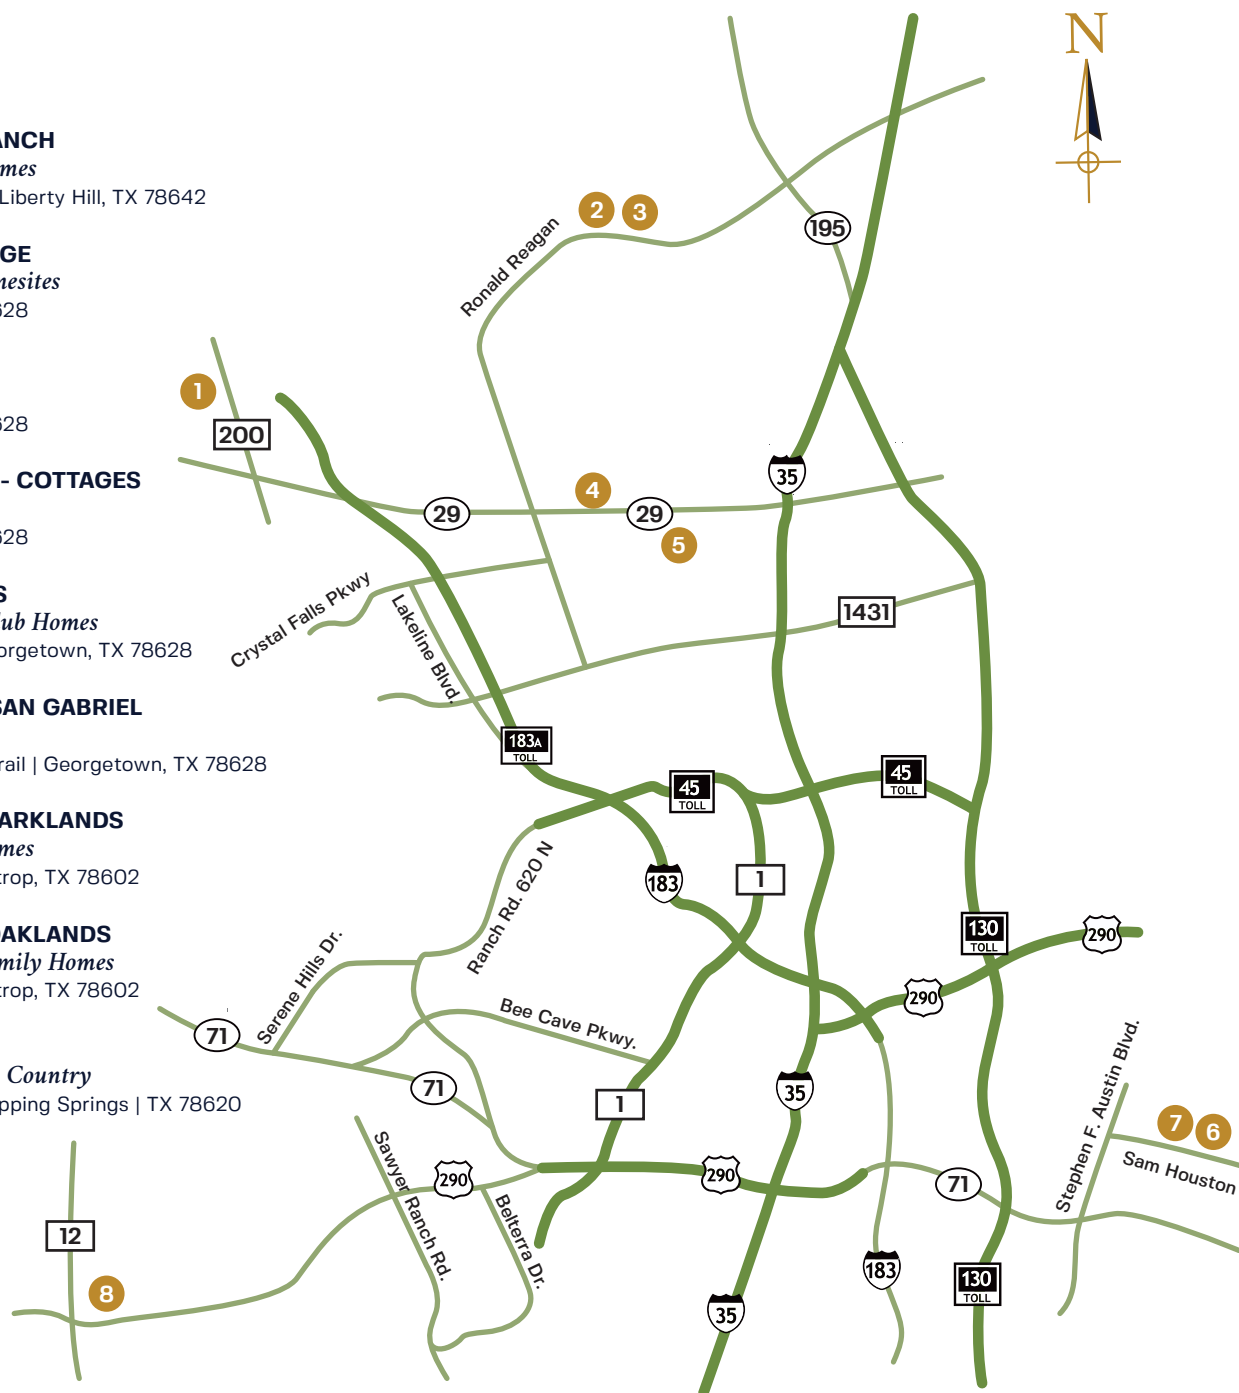 ANCH
mes
Liberty Hill, TX 78642
GE
nesites
628
628
- COTTAGES
628
S
lub Homes
orgetown, TX 78628
SAN GABRIEL
rail | Georgetown, TX 78628
ARKLANDS
mes
trop, TX 78602
OAKLANDS
mily Homes
trop, TX 78602
Country
pping Springs | TX 78620
N
2
3
195
Ronald Reagan
1
200
35
4
29
29
5
Crystal Falls Pkwy
Lakeline Blvd.
1431
183A
TOLL
45
TOLL
45
TOLL
Ranch Rd. 620 N
183
1
130
TOLL
290
290
Serene Hills Dr.
71
Bee Cave Pkwy.
71
1
35
Stephen F. Austin Blvd.
7
6
Sam Houston
Sawyer Ranch Rd.
290
290
71
Belterra Dr.
12
8
183
130
TOLL
35